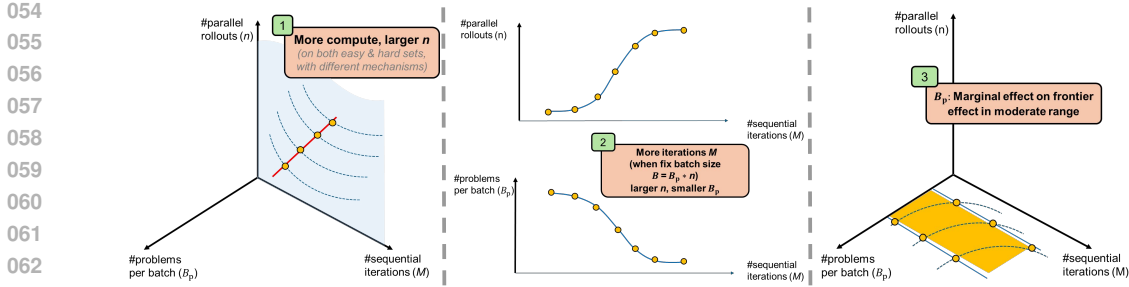 054
055
056
057
058
059
060
061
062
#parallel
rollouts (n)
1
More compute, larger n
(on both easy & hard sets,
with different mechanisms)
#problems
per batch (Bp)
#sequential
iterations (M)
#parallel
rollouts (n)
#sequential
iterations (M)
2
More iterations M
(when fix batch size
B = Bp * n)
larger n, smaller Bp
#problems
per batch (Bp)
#sequential
iterations (M)
#parallel
rollouts (n)
3
Bp: Marginal effect on frontier
effect in moderate range
#problems
per batch (Bp)
#sequential
iterations (M)